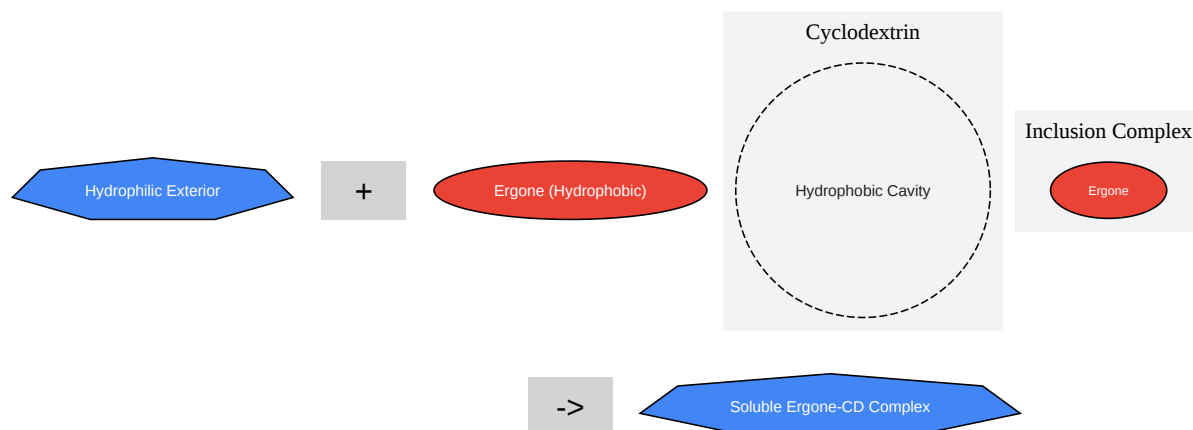 Cyclodextrin
Inclusion Complex
Hydrophilic Exterior
+
Ergone (Hydrophobic)
Hydrophobic Cavity
Ergone
->
Soluble Ergone-CD Complex